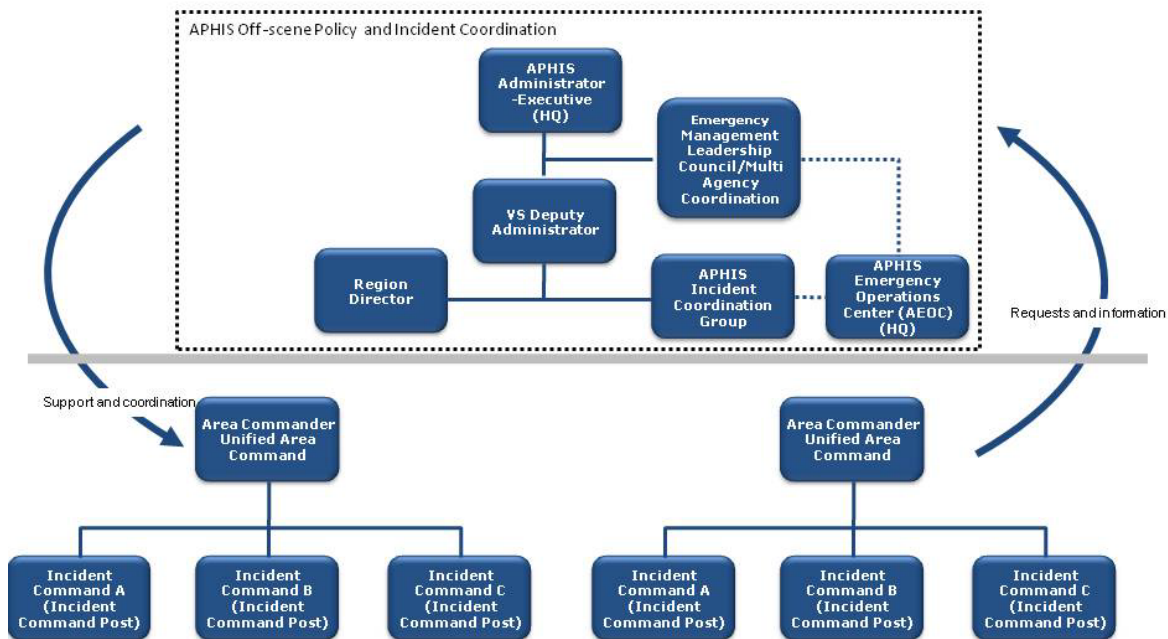 APHIS Off-scene Policy and Incident Coordination
APHIS
Administrator
-Executive
(HQ)
Emergency
Management
Leadership
Council/Multi
Agency
Coordination
VS Deputy
Administrator
Region
Director
APHIS
Incident
Coordination
Group
APHIS
Emergency
Operations
Center (AEOC)
(HQ)
Requests and information
Support and coordination
Area Commander
Unified Area
Command
Area Commander
Unified Area
Command
Incident
Command A
(Incident
Command Post)
Incident
Command B
(Incident
Command Post)
Incident
Command C
(Incident
Command Post)
Incident
Command A
(Incident
Command Post)
Incident
Command B
(Incident
Command Post)
Incident
Command C
(Incident
Command Post)